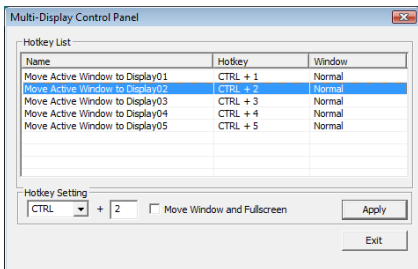 Multi-Display Control Panel
Hotkey List
Name Hotkey Window
Move Active Window to Display01 CTRL + 1 Normal
Move Active Window to Display02 CTRL + 2 Normal
Move Active Window to Display03 CTRL + 3 Normal
Move Active Window to Display04 CTRL + 4 Normal
Move Active Window to Display05 CTRL + 5 Normal
Hotkey Setting
CTRL + 2 Move Window and Fullscreen Apply
Exit